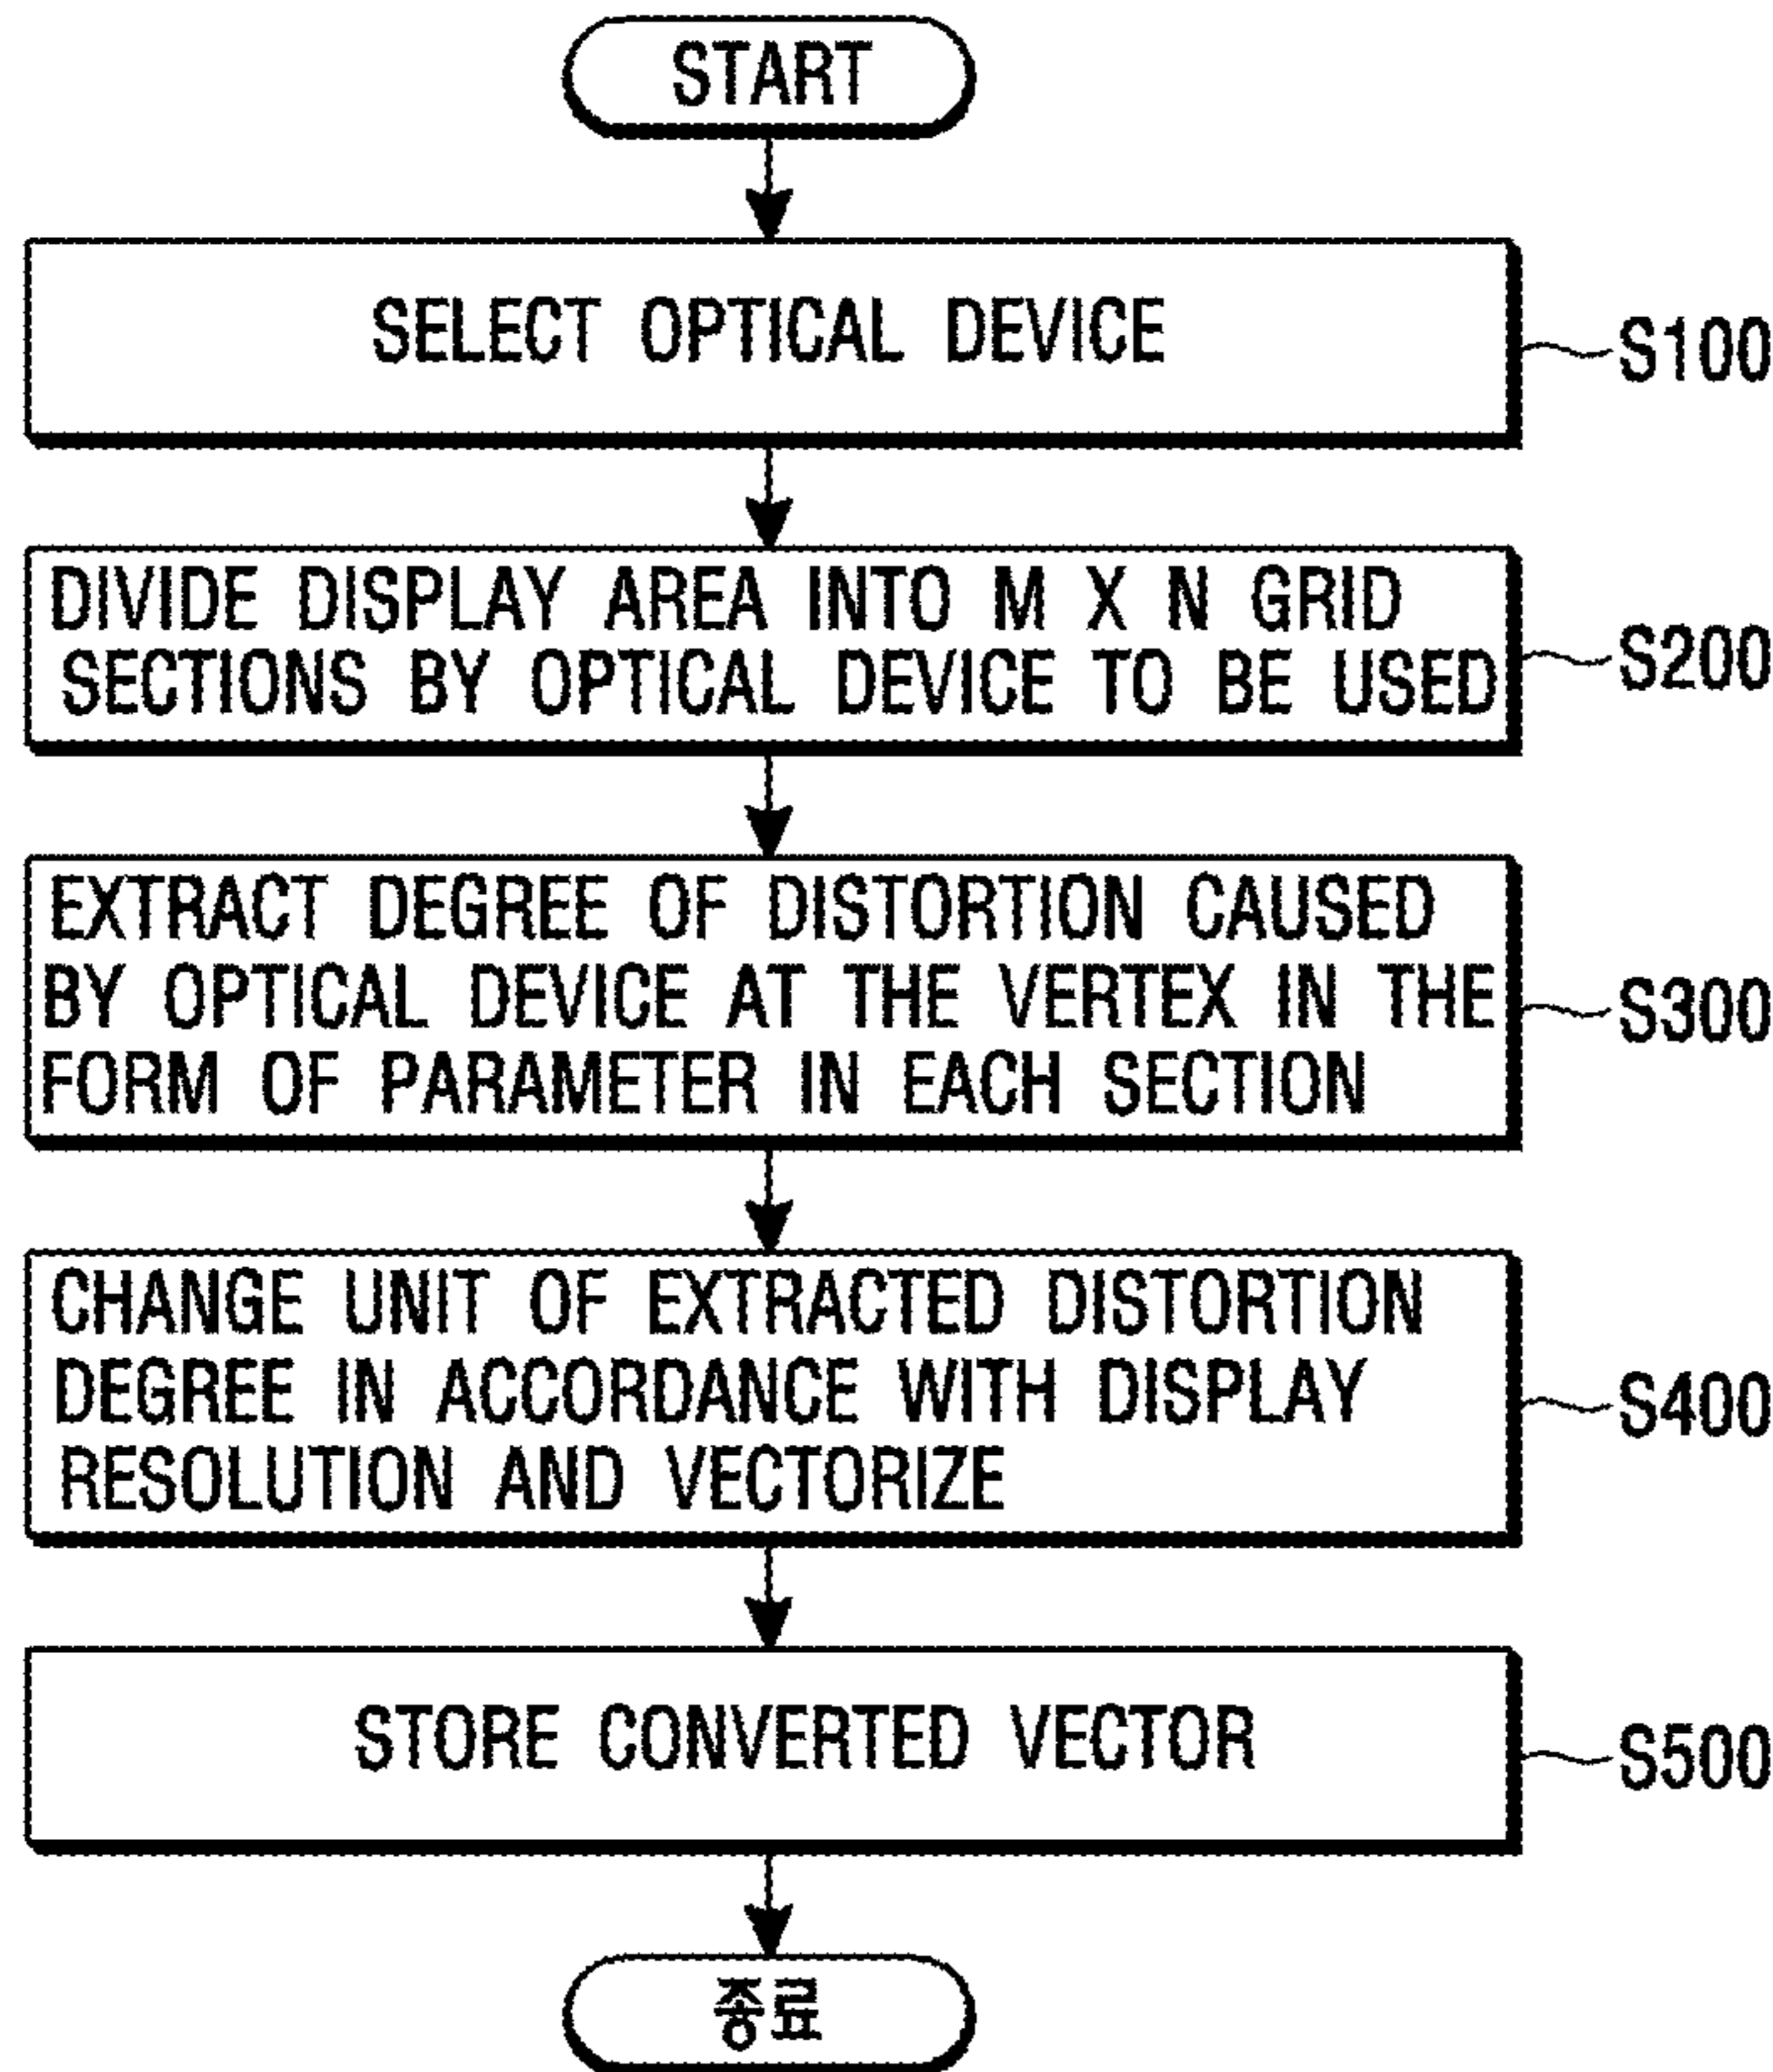 START
SELECT OPTICAL DEVICE
S100
DIVIDE DISPLAY AREA INTO M X N GRID
SECTIONS BY OPTICAL DEVICE TO BE USED
S200
EXTRACT DEGREE OF DISTORTION CAUSED
BY OPTICAL DEVICE AT THE VERTEX IN THE
FORM OF PARAMETER IN EACH SECTION
S300
CHANGE UNIT OF EXTRACTED DISTORTION
DEGREE IN ACCORDANCE WITH DISPLAY
RESOLUTION AND VECTORIZE
S400
STORE CONVERTED VECTOR
S500
종료